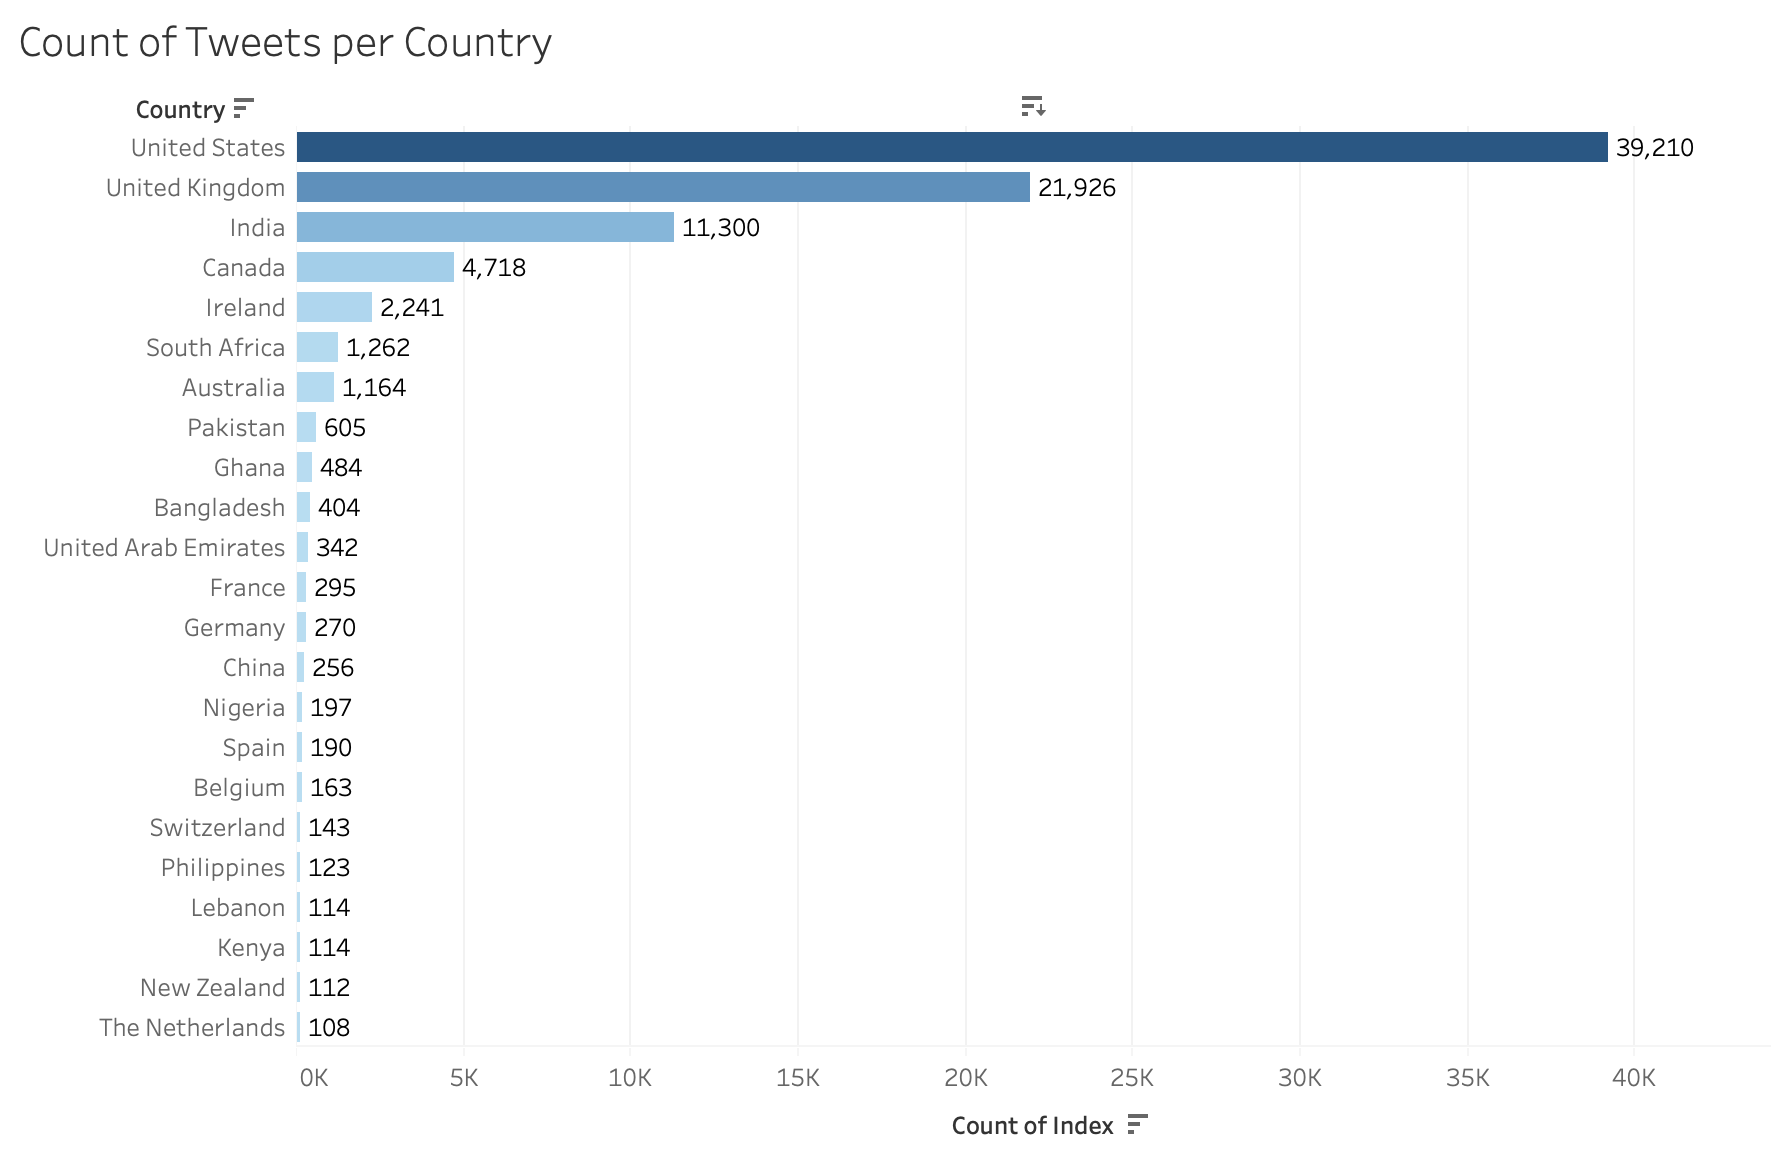 Count of Tweets per Country
Country
United States 39,210
United Kingdom 21,926
India 11,300
Canada 4,718
Ireland 2,241
South Africa 1,262
Australia 1,164
Pakistan 605
Ghana 484
Bangladesh 404
United Arab Emirates 342
France 295
Germany 270
China 256
Nigeria 197
Spain 190
Belgium 163
Switzerland 143
Philippines 123
Lebanon 114
Kenya 114
New Zealand 112
The Netherlands 108
0K 5K 10K 15K 20K 25K 30K 35K 40K
Count of Index